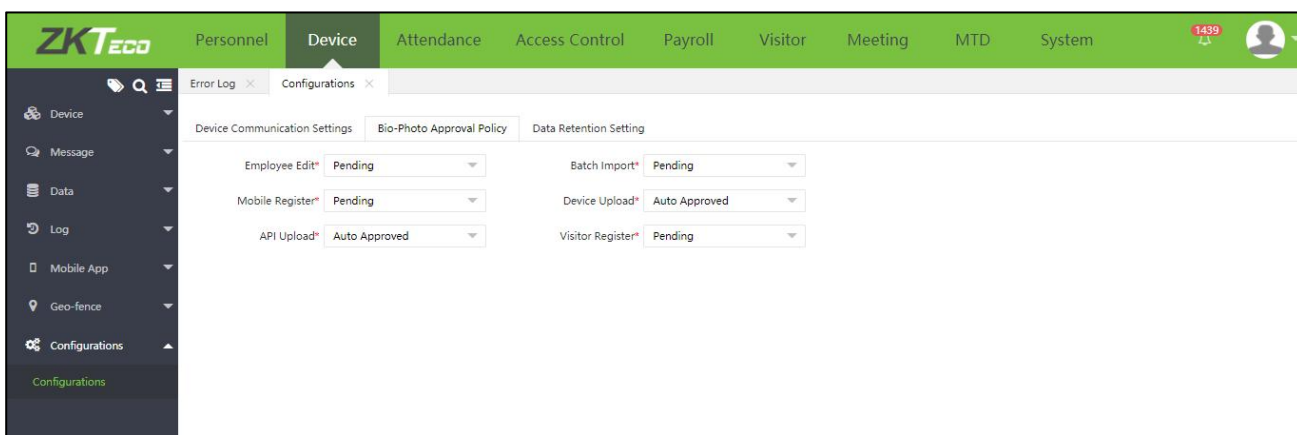 ZKTeco
Personnel Device Attendance Access Control Payroll Visitor Meeting MTD System 1439
Error Log × Configurations ×
Device
Message
Data
Log
Mobile App
Geo-fence
Configurations
Configurations
Device Communication Settings Bio-Photo Approval Policy Data Retention Setting
Employee Edit* Pending Batch Import* Pending
Mobile Register* Pending Device Upload* Auto Approved
API Upload* Auto Approved Visitor Register* Pending